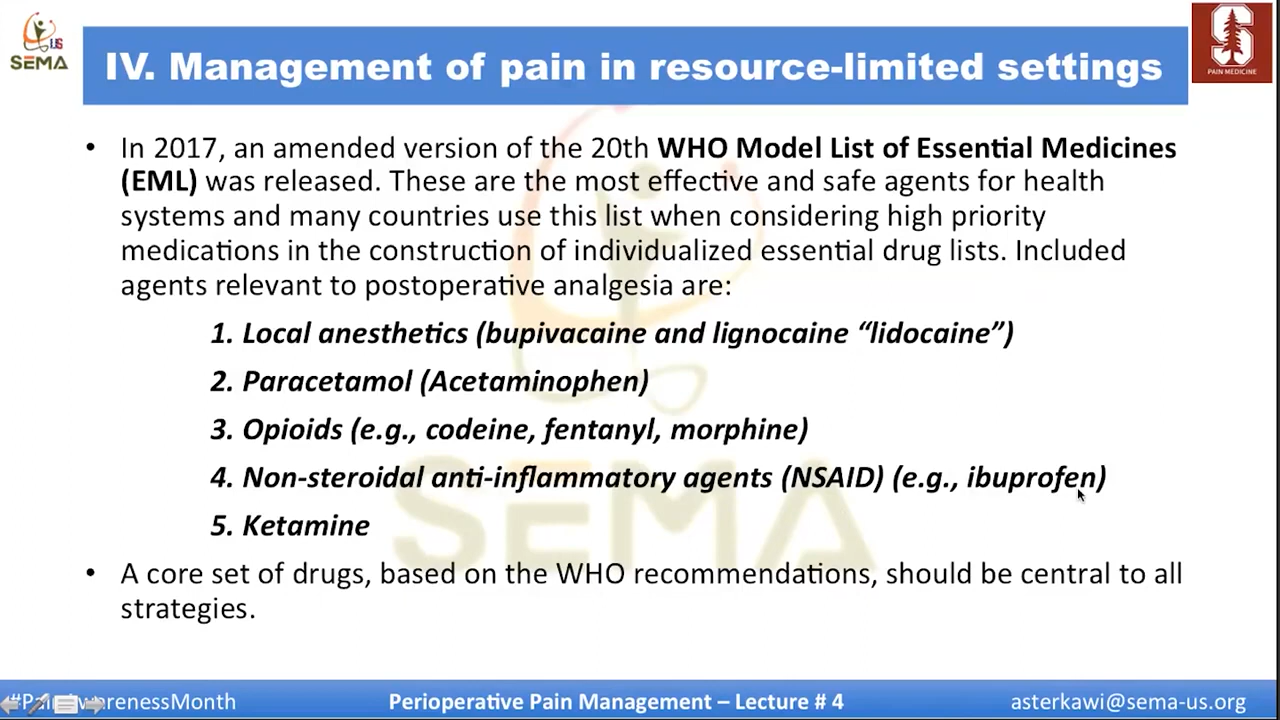 US
SEMA
IV. Management of pain in resource-limited settings
S
PAIN MEDICINE
• In 2017, an amended version of the 20th WHO Model List of Essential Medicines
(EML) was released. These are the most effective and safe agents for health
systems and many countries use this list when considering high priority
medications in the construction of individualized essential drug lists. Included
agents relevant to postoperative analgesia are:
1. Local anesthetics (bupivacaine and lignocaine “lidocaine”)
2. Paracetamol (Acetaminophen)
3. Opioids (e.g., codeine, fentanyl, morphine)
4. Non-steroidal anti-inflammatory agents (NSAID) (e.g., ibuprofen)
5. Ketamine
SEMA
• A core set of drugs, based on the WHO recommendations, should be central to all
strategies.
#PainAwarenessMonth
Perioperative Pain Management – Lecture # 4
asterkawi@sema-us.org